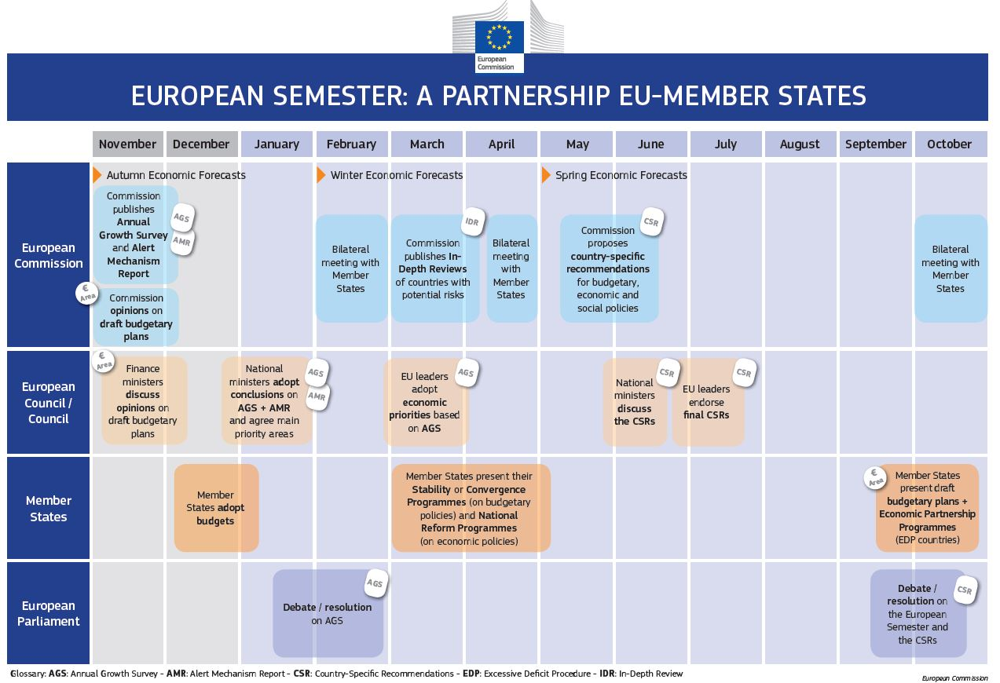 European
Commission
EUROPEAN SEMESTER: A PARTNERSHIP EU-MEMBER STATES
November December January February March April May June July August September October
European
Commission
Autumn Economic Forecasts
Winter Economic Forecasts
Spring Economic Forecasts
Commission
publishes
Annual
Growth Survey
and Alert
Mechanism
Report
AGS
AMR
€
Area
Commission
opinions on
draft budgetary
plans
Bilateral
meeting with
Member
States
Commission
publishes In-
Depth Reviews
of countries with
potential risks
IDR
Bilateral
meeting
with
Member
States
Commission
proposes
country-specific
recommendations
for budgetary,
economic and
social policies
CSR
Bilateral
meeting with
Member
States
European
Council /
Council
€
Area
Finance
ministers
discuss
opinions on
draft budgetary
plans
National
ministers adopt
conclusions on
AGS + AMR
and agree main
priority areas
AGS
AMR
EU leaders
adopt
economic
priorities based
on AGS
AGS
National
ministers
discuss
the CSRs
CSR
EU leaders
endorse
final CSRs
CSR
Member
States
Member
States adopt
budgets
Member States present their
Stability or Convergence
Programmes (on budgetary
policies) and National
Reform Programmes
(on economic policies)
€
Area
Member States
present draft
budgetary plans +
Economic Partnership
Programmes
(EDP countries)
European
Parliament
Debate / resolution
on AGS
AGS
Debate /
resolution on
the European
Semester and
the CSRs
CSR
Glossary: AGS: Annual Growth Survey - AMR: Alert Mechanism Report - CSR: Country-Specific Recommendations - EDP: Excessive Deficit Procedure - IDR: In-Depth Review
European Commission